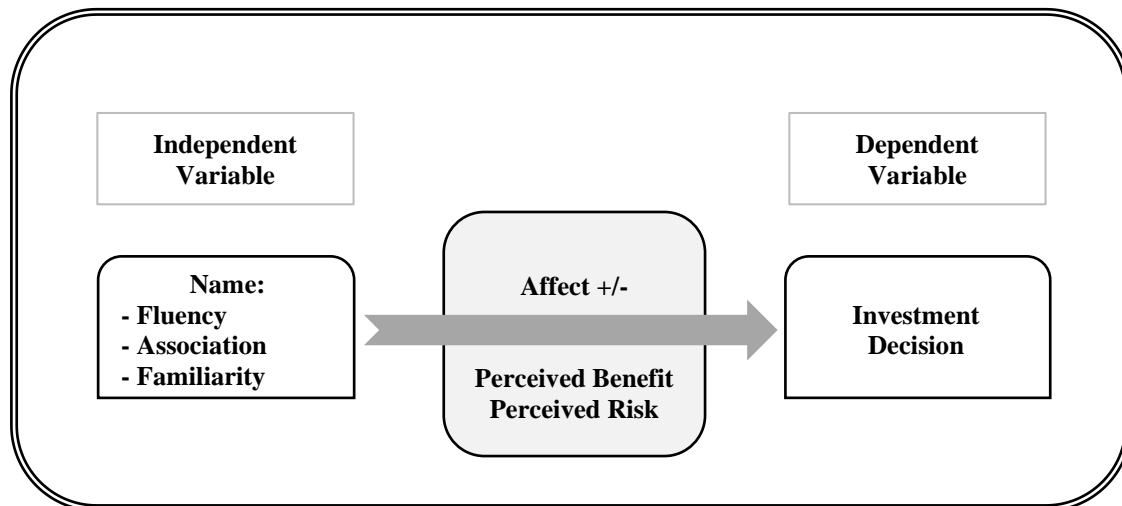 Independent
Variable
Dependent
Variable
Name:
- Fluency
- Association
- Familiarity
Affect +/-
Perceived Benefit
Perceived Risk
Investment
Decision